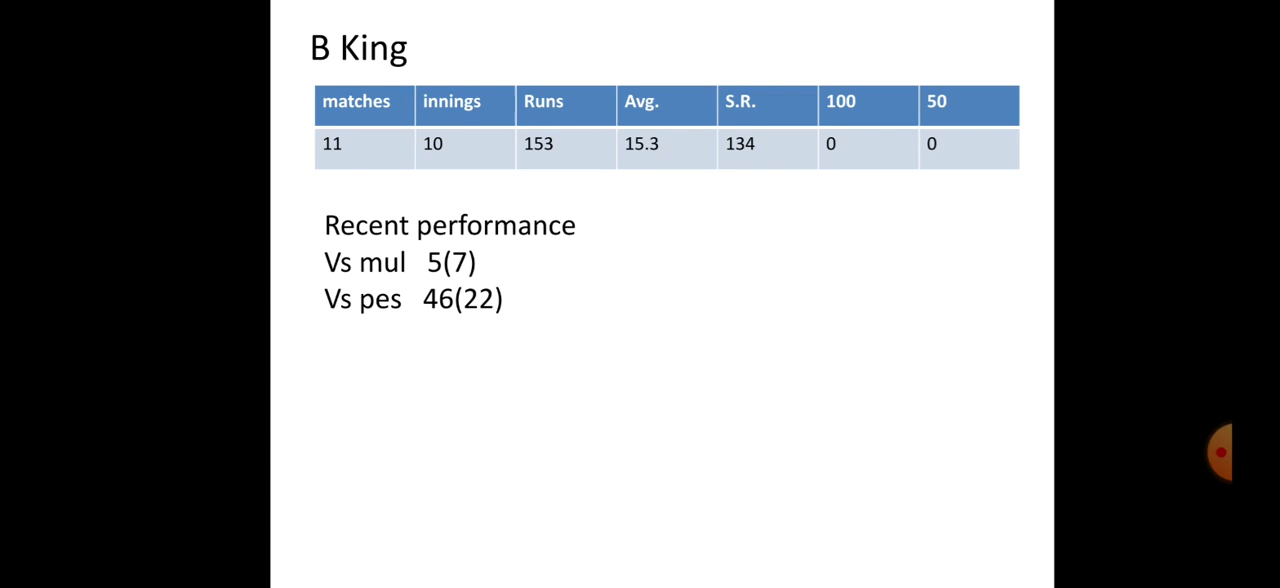 B King
matches innings Runs Avg. S.R. 100 50
11 10 153 15.3 134 0 0
Recent performance
Vs mul 5(7)
Vs pes 46(22)